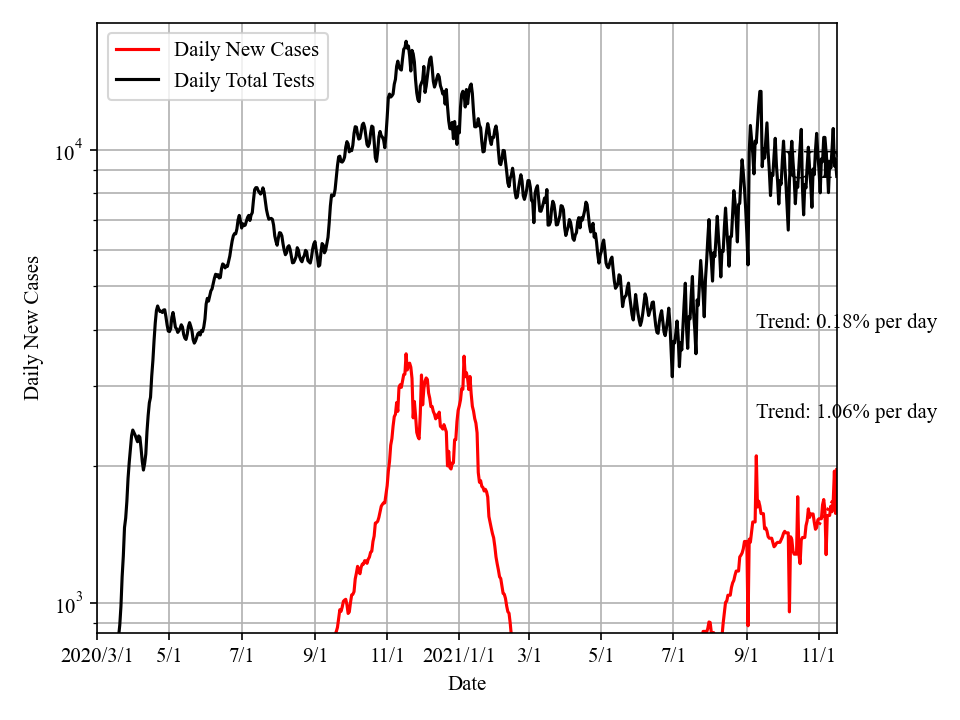 Daily New Cases
Daily Total Tests
10^4
Daily New Cases
Trend: 0.18% per day
Trend: 1.06% per day
10^3
2020/3/1 5/1 7/1 9/1 11/1 2021/1/1 3/1 5/1 7/1 9/1 11/1
Date